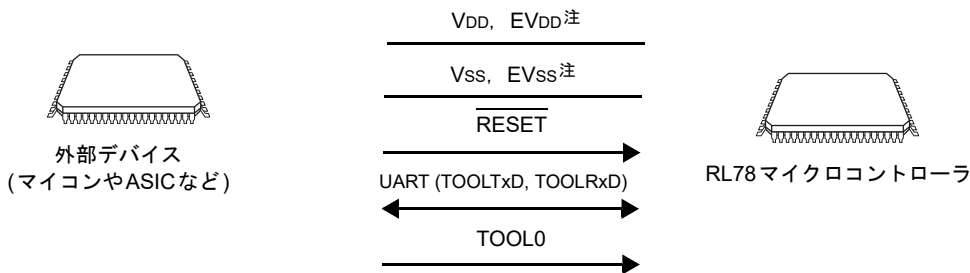 VDD, EVDD注
VSS, EVSS注
RESET
UART (TOOLTxD, TOOLRxD)
TOOL0
外部デバイス
(マイコンやASICなど)
RL78マイクロコントローラ